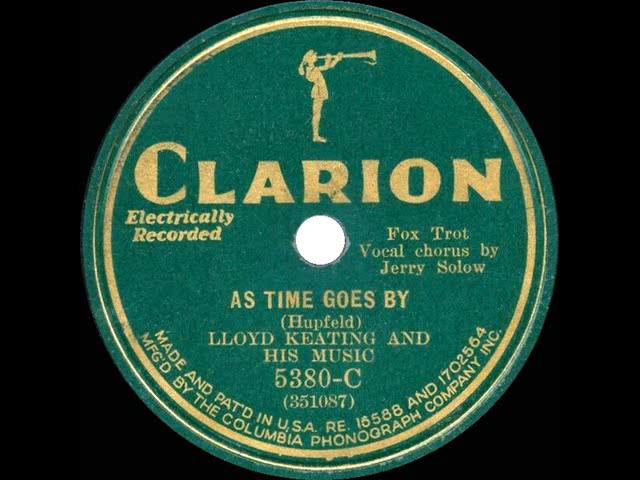 CLARION
Electrically
Recorded
Fox Trot
Vocal chorus by
Jerry Solow
AS TIME GOES BY
(Hupfeld)
LLOYD KEATING AND
HIS MUSIC
5380-C
(351087)
MADE AND PAT'D IN U.S.A. RE. 16588 AND 1702564
MFG'D BY THE COLUMBIA PHONOGRAPH COMPANY INC.